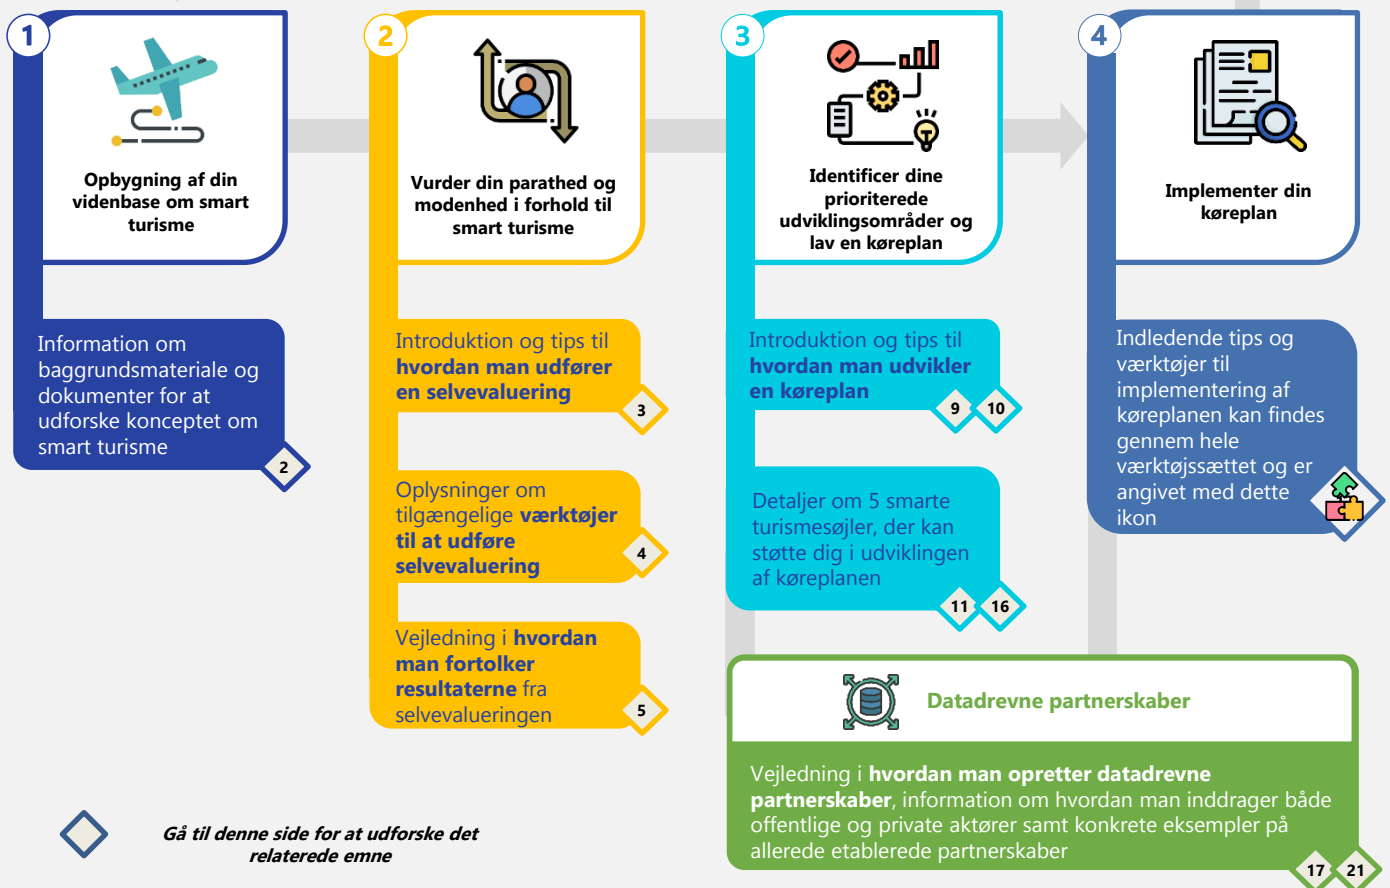 1
Opbygning af din
videnbase om smart
turisme
Information om
baggrundsmateriale og
dokumenter for at
udforske konceptet om
smart turisme
2
2
Vurder din parathed og
modenhed i forhold til
smart turisme
Introduktion og tips til
hvordan man udfører
en selvevaluering
3
Oplysninger om
tilgængelige værktøjer
til at udføre
selvevaluering
4
Vejledning i hvordan
man fortolker
resultaterne fra
selvevalueringen
5
3
Identificer dine
prioriterede
udviklingsområder og
lav en køreplan
Introduktion og tips til
hvordan man udvikler
en køreplan
9 10
Detaljer om 5 smarte
turismesøjler, der kan
støtte dig i udviklingen
af køreplanen
11 16
4
Implementer din
køreplan
Indledende tips og
værktøjer til
implementering af
køreplanen kan findes
gennem hele
værktøjssættet og er
angivet med dette
ikon
Datadrevne partnerskaber
Vejledning i hvordan man opretter datadrevne
partnerskaber, information om hvordan man inddrager både
offentlige og private aktører samt konkrete eksempler på
allerede etablerede partnerskaber
17 21
Gå til denne side for at udforske det
relaterede emne